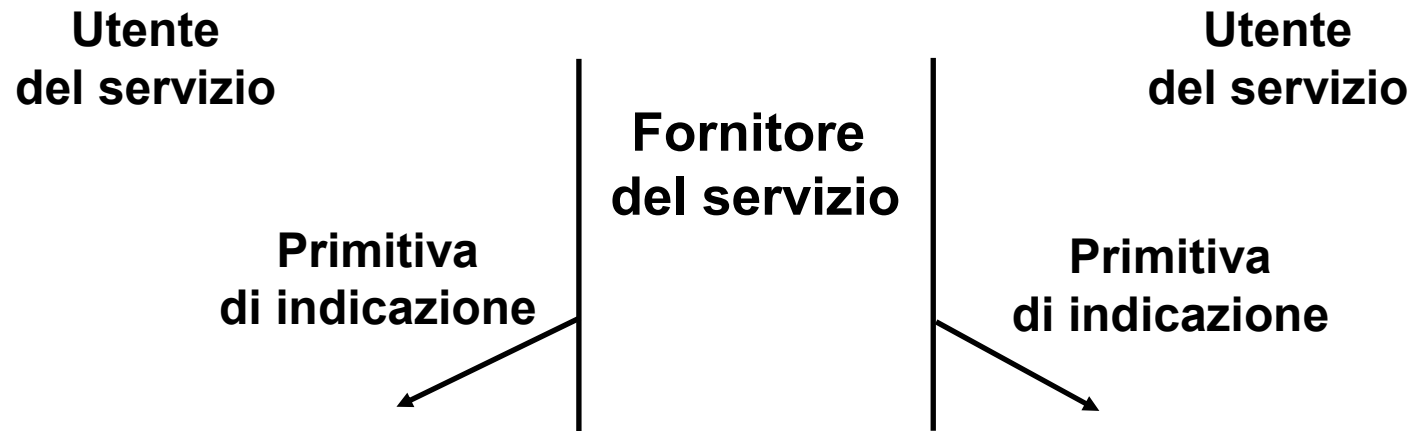 Utente
del servizio
Fornitore
del servizio
Utente
del servizio
Primitiva
di indicazione
Primitiva
di indicazione